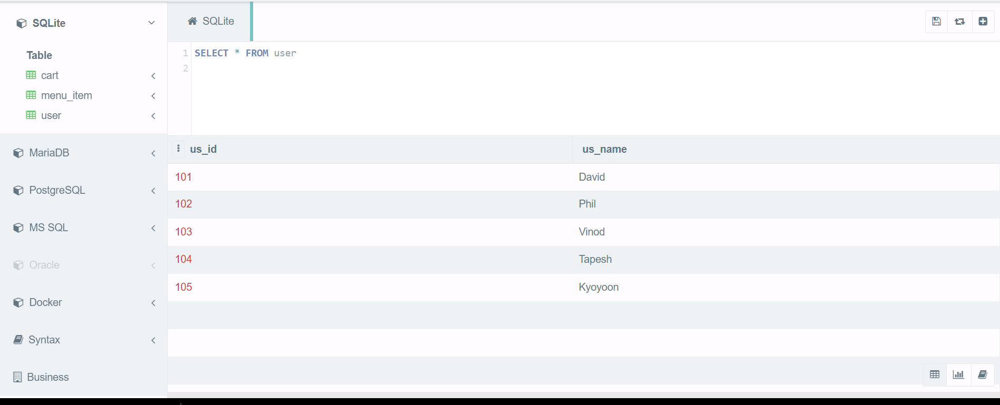 SQLite
Table
cart
menu_item
user
MariaDB
PostgreSQL
MS SQL
Oracle
Docker
Syntax
Business
SQLite
1 SELECT * FROM user
2
us_id us_name
101 David
102 Phil
103 Vinod
104 Tapesh
105 Kyoyoon